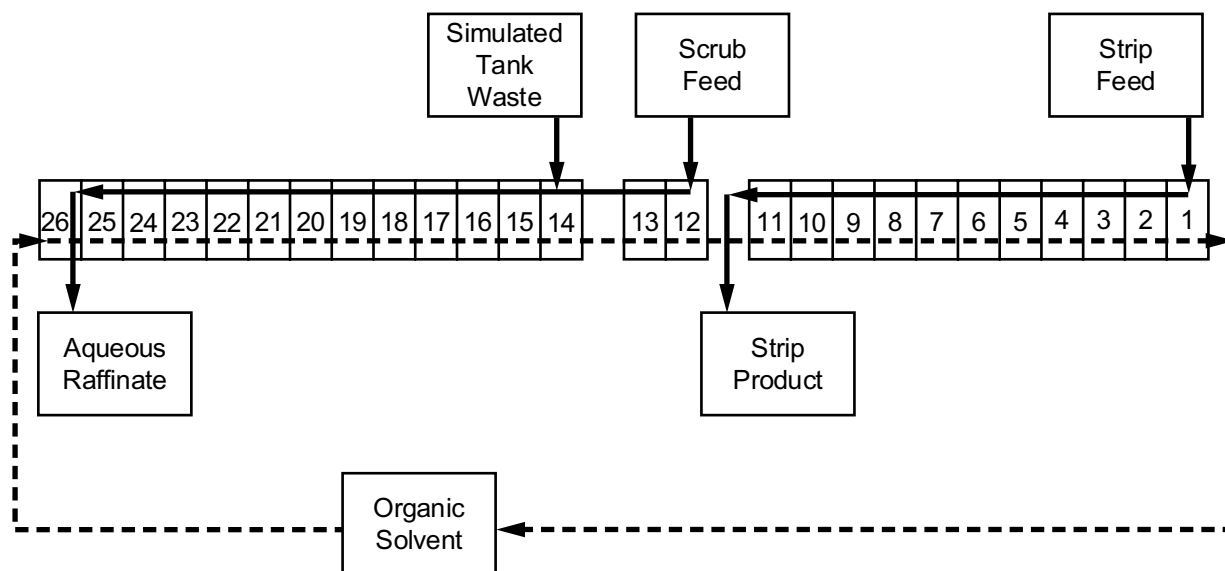 Simulated
Tank
Waste
Scrub
Feed
Strip
Feed
26 25 24 23 22 21 20 19 18 17 16 15 14 13 12 11 10 9 8 7 6 5 4 3 2 1
Aqueous
Raffinate
Strip
Product
Organic
Solvent